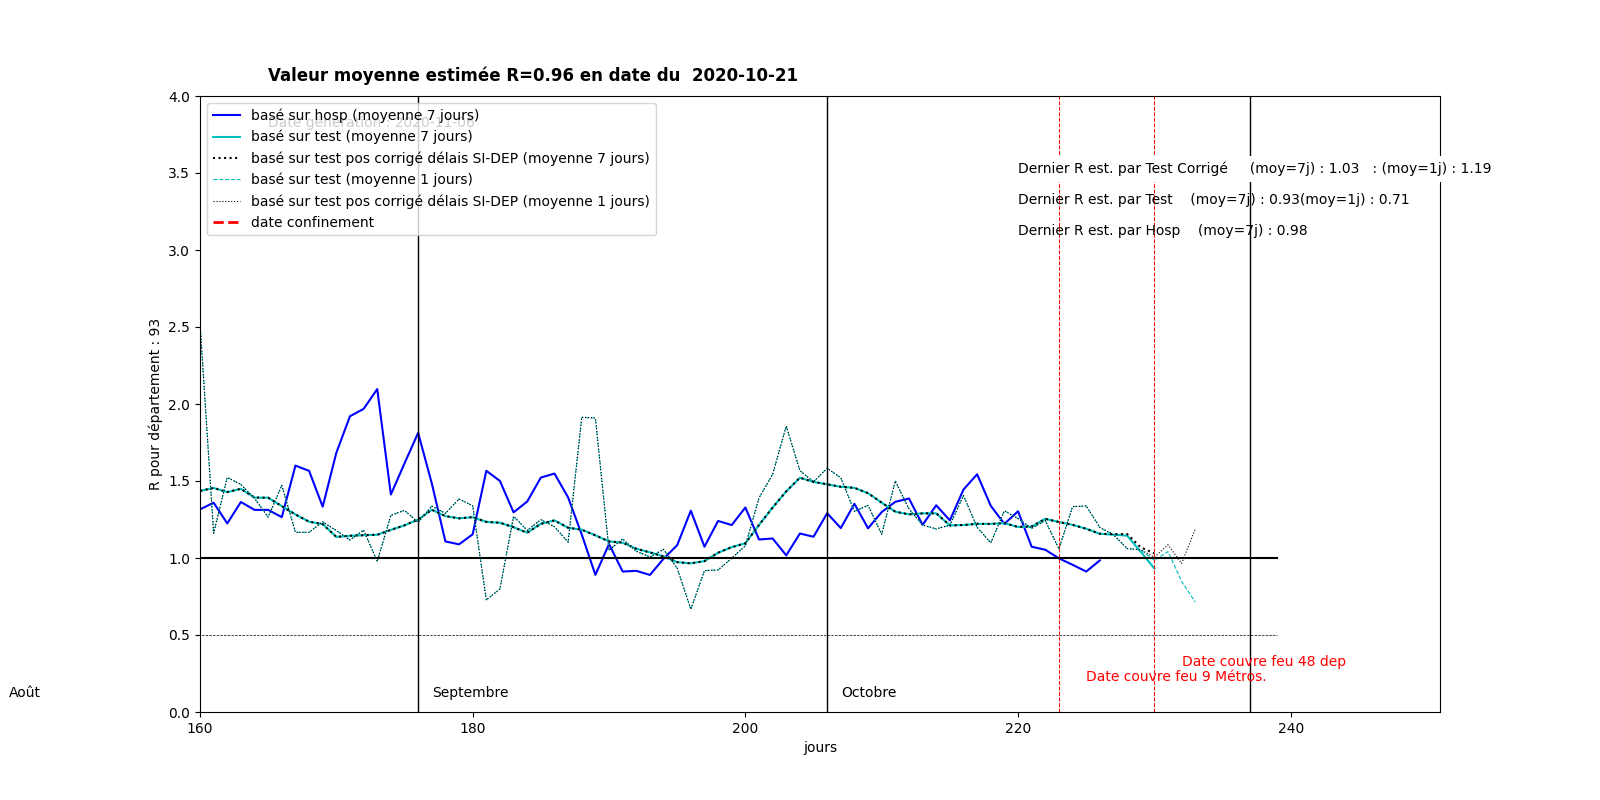 Valeur moyenne estimée R=0.96 en date du  2020-10-21
4.0
basé sur hosp (moyenne 7 jours)
Date génération : 2020-11-06
basé sur test (moyenne 7 jours)
basé sur test pos corrigé délais SI-DEP (moyenne 7 jours)
basé sur test (moyenne 1 jours)
basé sur test pos corrigé délais SI-DEP (moyenne 1 jours)
date confinement
Dernier R est. par Test Corrigé     (moy=7j) : 1.03   : (moy=1j) : 1.19
Dernier R est. par Test    (moy=7j) : 0.93(moy=1j) : 0.71
Dernier R est. par Hosp    (moy=7j) : 0.98
3.5
3.0
2.5
2.0
1.5
1.0
0.5
0.0
R pour département : 93
Date couvre feu 48 dep
Date couvre feu 9 Métros.
Août
Septembre
Octobre
160
180
200
220
240
jours